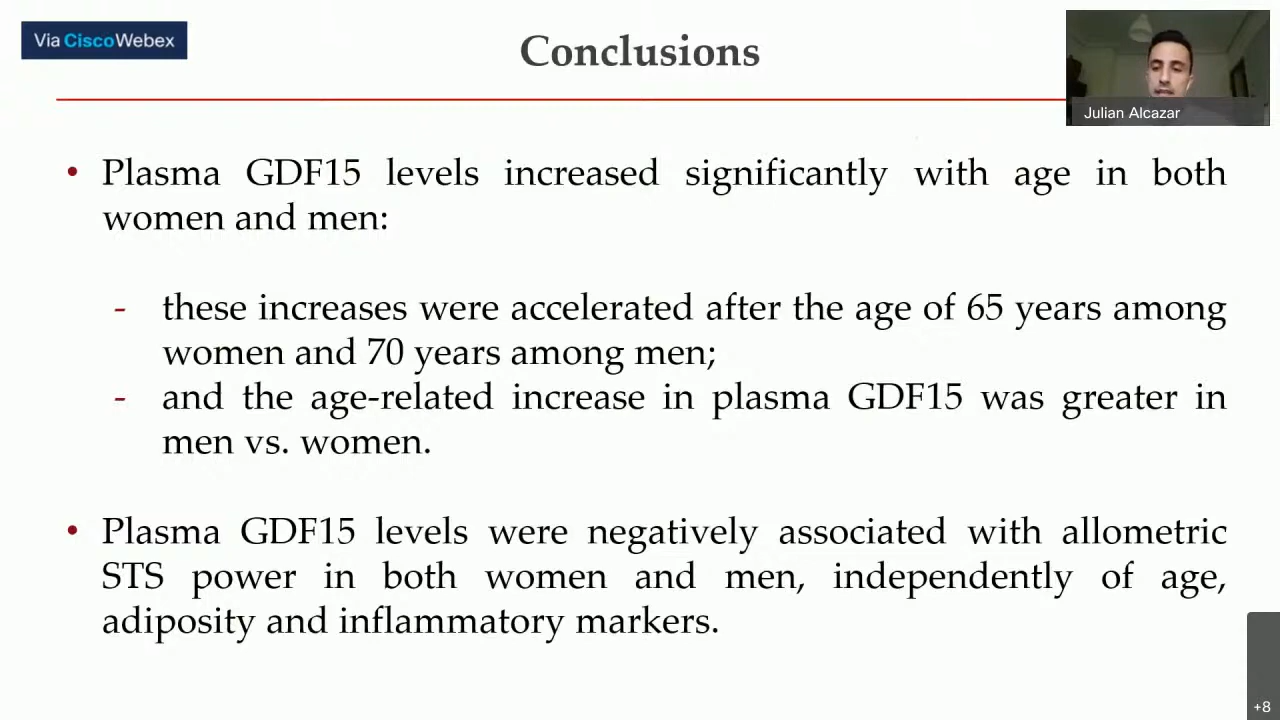 Via CiscoWebex
Conclusions
Julian Alcazar
• Plasma GDF15 levels increased significantly with age in both
women and men:
- these increases were accelerated after the age of 65 years among
women and 70 years among men;
- and the age-related increase in plasma GDF15 was greater in
men vs. women.
• Plasma GDF15 levels were negatively associated with allometric
STS power in both women and men, independently of age,
adiposity and inflammatory markers.
+8